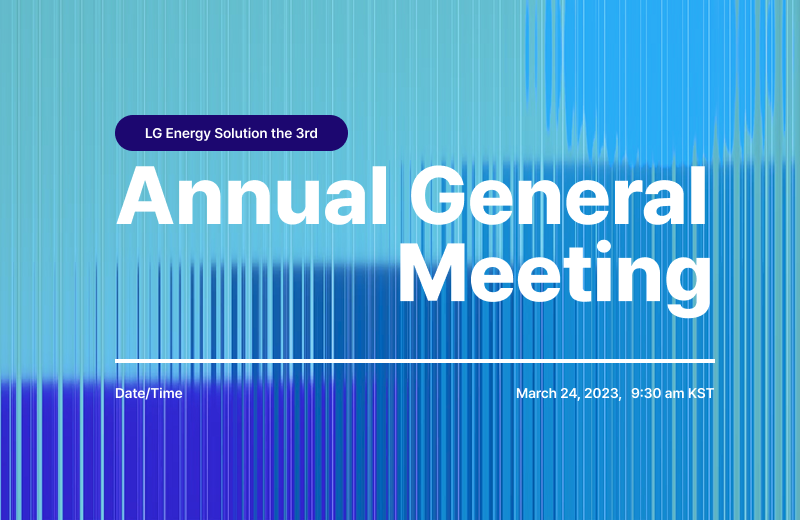 LG Energy Solution the 3rd
Annual General
Meeting
Date/Time
March 24, 2023, 9:30 am KST